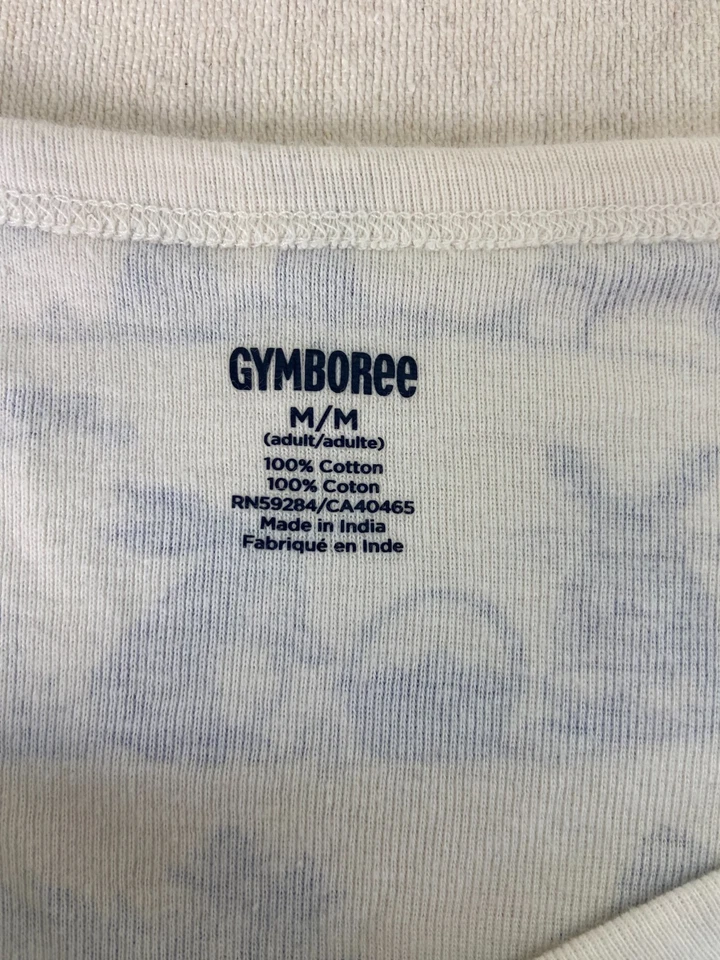 GYMBOREE
M/M
(adult/adulte)
100% Cotton
100% Coton
RN59284/CA40465
Made in India
Fabriqué en Inde